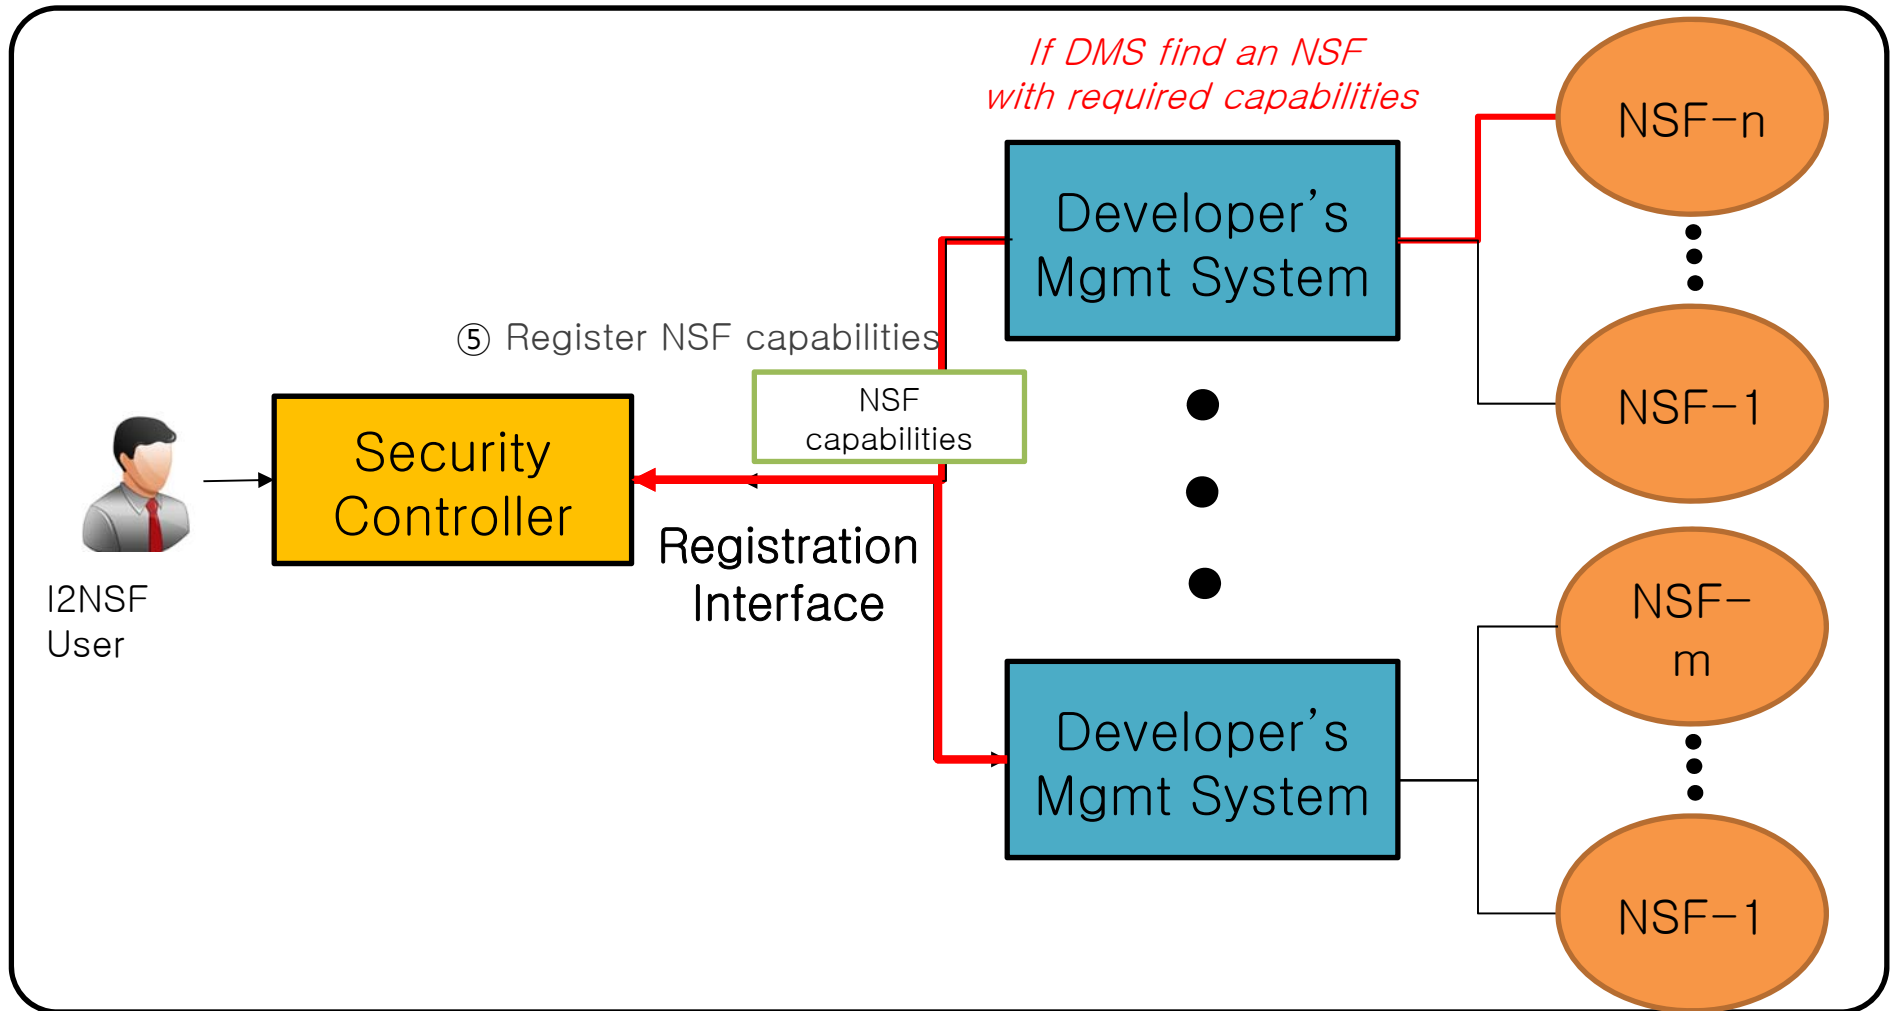 If DMS find an NSF
with required capabilities
NSF-n
Developer's
Mgmt System
⑤ Register NSF capabilities
NSF
capabilities
NSF-1
Security
Controller
Registration
Interface
I2NSF
User
NSF-
m
Developer's
Mgmt System
NSF-1